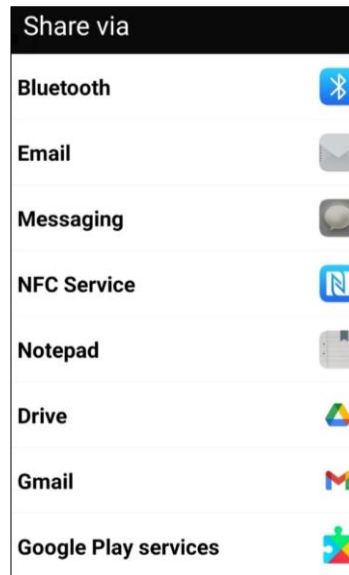 Share via
Bluetooth
Email
Messaging
NFC Service
Notepad
Drive
Gmail
Google Play services